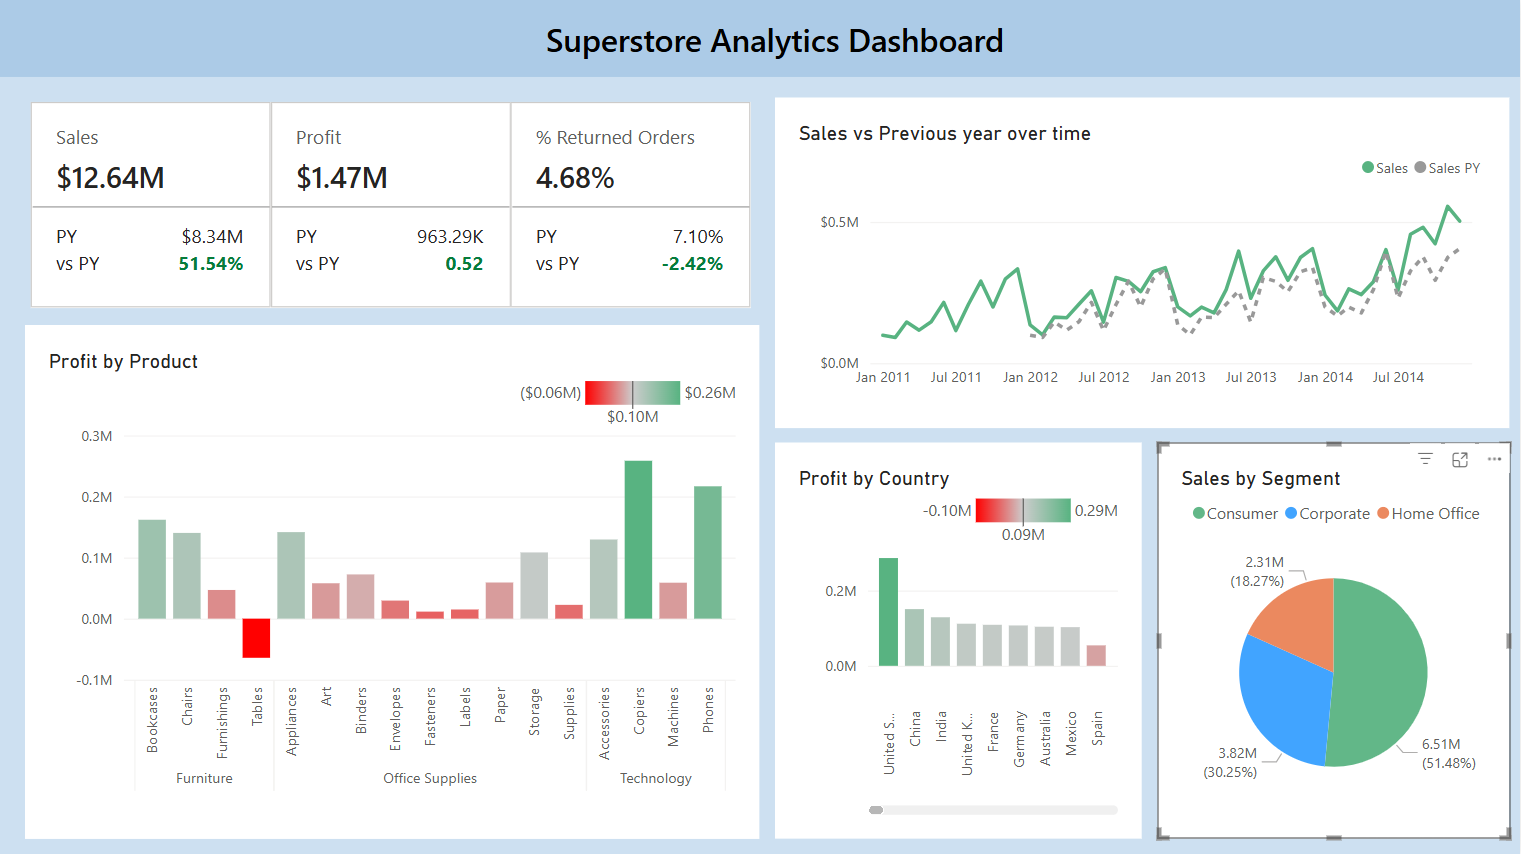 Superstore Analytics Dashboard
Sales
$12.64M
PY $8.34M
vs PY 51.54%
Profit
$1.47M
PY 963.29K
vs PY 0.52
% Returned Orders
4.68%
PY 7.10%
vs PY -2.42%
Sales vs Previous year over time
Sales Sales PY
$0.5M
$0.0M
Jan 2011 Jul 2011 Jan 2012 Jul 2012 Jan 2013 Jul 2013 Jan 2014 Jul 2014
Profit by Product
($0.06M) $0.26M
$0.10M
0.3M
0.2M
0.1M
0.0M
-0.1M
Bookcases
Chairs
Furnishings
Tables
Appliances
Art
Binders
Envelopes
Fasteners
Labels
Paper
Storage
Supplies
Accessories
Copiers
Machines
Phones
Furniture Office Supplies Technology
Profit by Country
-0.10M 0.29M
0.09M
0.2M
0.0M
United S...
China
India
United K...
France
Germany
Australia
Mexico
Spain
Sales by Segment
Consumer Corporate Home Office
2.31M
(18.27%)
3.82M
(30.25%)
6.51M
(51.48%)